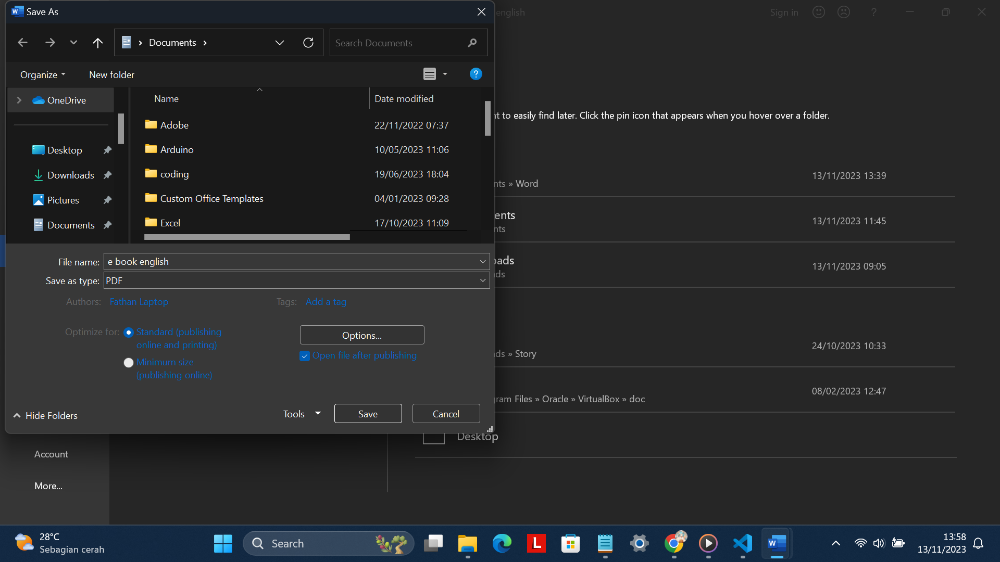 Save As
english
Sign in
Documents
Search Documents
Organize
New folder
OneDrive
Name
Date modified
Desktop
Downloads
Pictures
Documents
Adobe 22/11/2022 07:37
Arduino 10/05/2023 11:06
coding 19/06/2023 18:04
Custom Office Templates 04/01/2023 09:28
Excel 17/10/2023 11:09
File name: e book english
Save as type: PDF
Authors: Fathan Laptop
Tags: Add a tag
Optimize for: Standard (publishing
online and printing)
Minimum size
(publishing online)
Options...
Open file after publishing
Hide Folders
Tools
Save
Cancel
to easily find later. Click the pin icon that appears when you hover over a folder.
13/11/2023 13:39
» Word
13/11/2023 11:45
13/11/2023 09:05
24/10/2023 10:33
» Story
08/02/2023 12:47
Files » Oracle » VirtualBox » doc
Desktop
Account
More...
28°C
Sebagian cerah
Search
L
W
13:58
13/11/2023